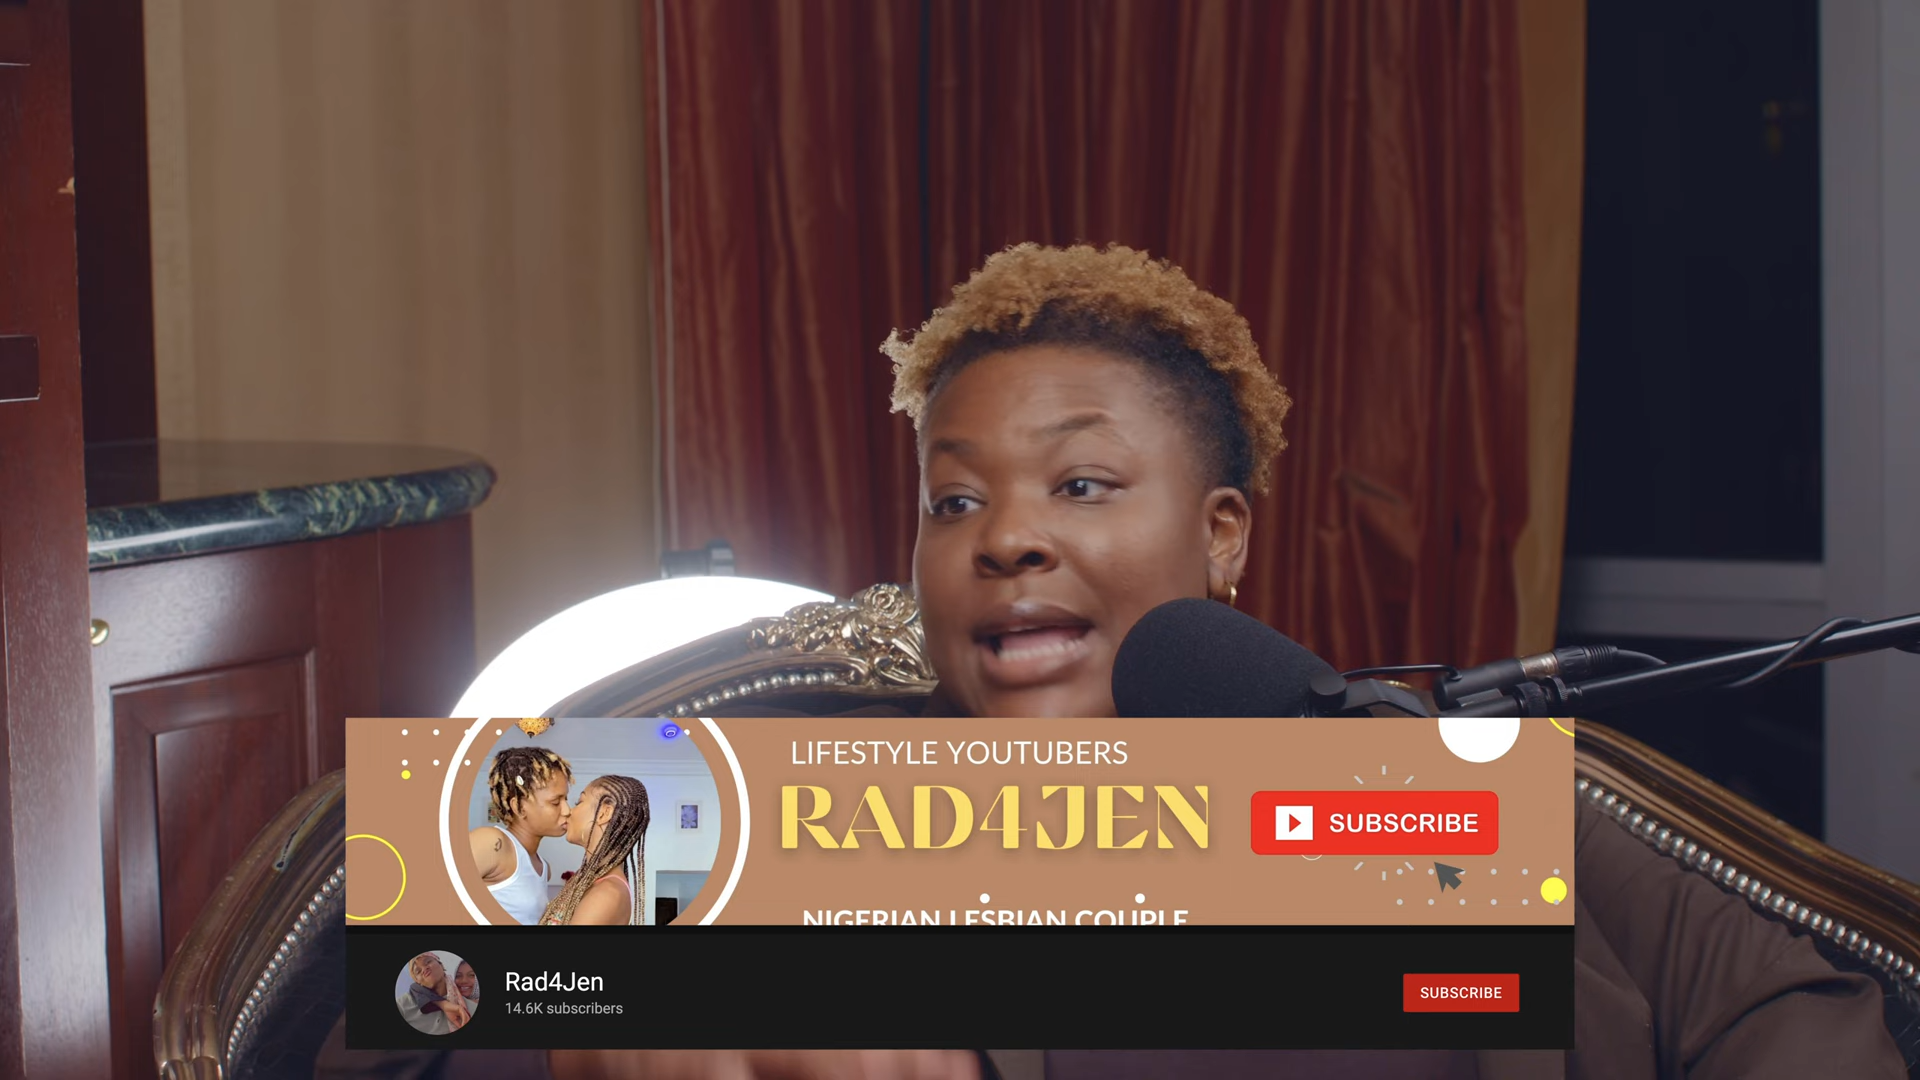 LIFESTYLE YOUTUBERS
RAD4JEN
SUBSCRIBE
NIGERIAN LESBIAN COUPLE
Rad4Jen
14.6K subscribers
SUBSCRIBE